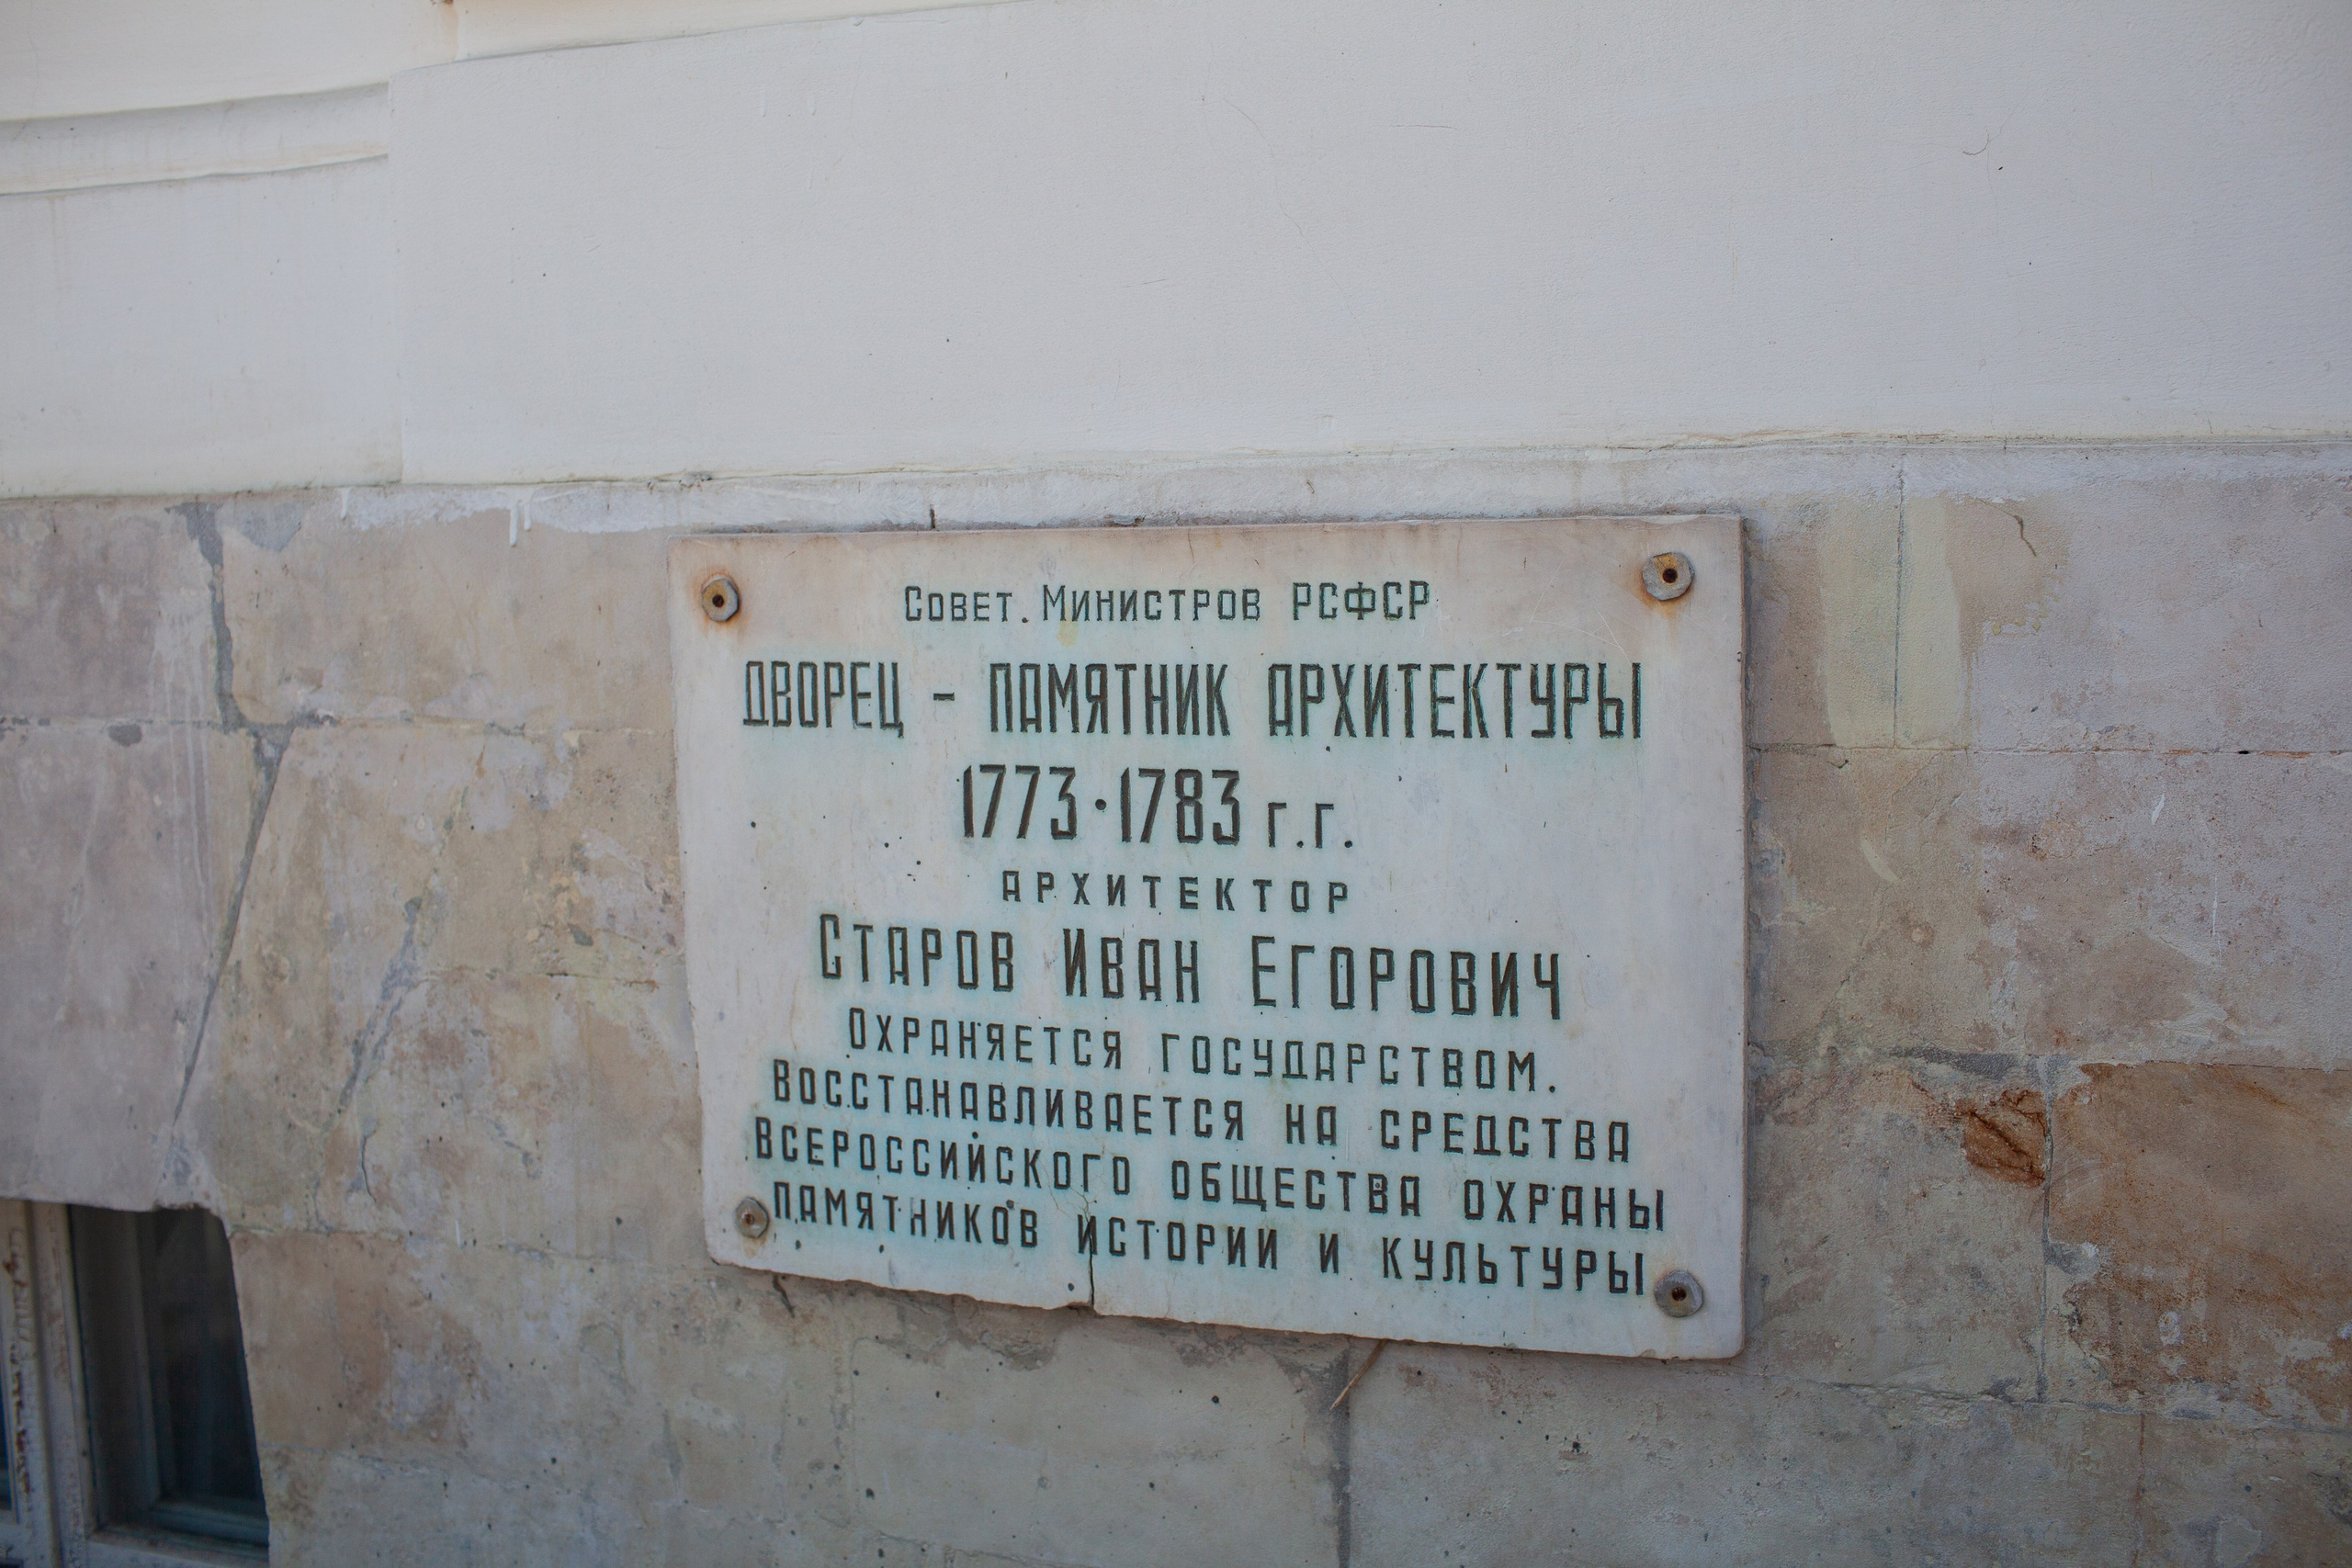 Совет. Министров РСФСР
ДВОРЕЦ - ПАМЯТНИК АРХИТЕКТУРЫ
1773·1783 г.г.
АРХИТЕКТОР
СТАРОВ ИВАН ЕГОРОВИЧ
ОХРАНЯЕТСЯ ГОСУДАРСТВОМ.
ВОССТАНАВЛИВАЕТСЯ НА СРЕДСТВА
ВСЕРОССИЙСКОГО ОБЩЕСТВА ОХРАНЫ
ПАМЯТНИКОВ ИСТОРИИ И КУЛЬТУРЫ